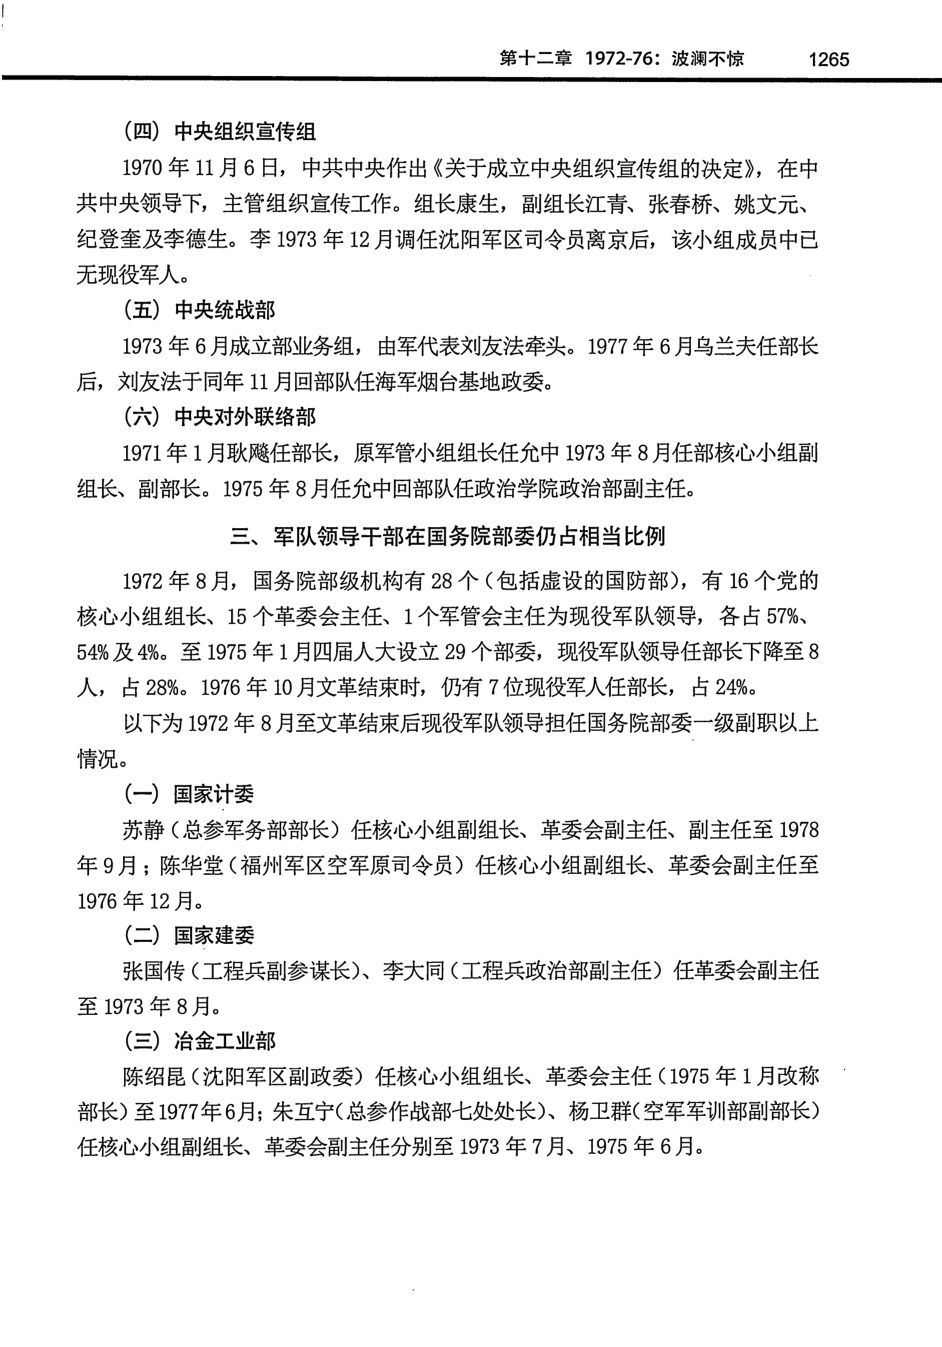 第十二章 1972-76：波澜不惊 1265
（四）中央组织宣传组
1970 年 11 月 6 日，中共中央作出《关于成立中央组织宣传组的决定》，在中
共中央领导下，主管组织宣传工作。组长康生，副组长江青、张春桥、姚文元、
纪登奎及李德生。李 1973 年 12 月调任沈阳军区司令员离京后，该小组成员中已
无现役军人。
（五）中央统战部
1973 年 6 月成立部业务组，由军代表刘友法牵头。1977 年 6 月乌兰夫任部长
后，刘友法于同年 11 月回部队任海军烟台基地政委。
（六）中央对外联络部
1971 年 1 月耿飚任部长，原军管小组组长任允中 1973 年 8 月任部核心小组副
组长、副部长。1975 年 8 月任允中回部队任政治学院政治部副主任。
三、军队领导干部在国务院部委仍占相当比例
1972 年 8 月，国务院部级机构有 28 个（包括虚设的国防部），有 16 个党的
核心小组组长、15 个革委会主任、1 个军管会主任为现役军队领导，各占 57%、
54% 及 4%。至 1975 年 1 月四届人大设立 29 个部委，现役军队领导任部长下降至 8
人，占 28%。1976 年 10 月文革结束时，仍有 7 位现役军人任部长，占 24%。
以下为 1972 年 8 月至文革结束后现役军队领导担任国务院部委一级副职以上
情况。
（一）国家计委
苏静（总参军务部部长）任核心小组副组长、革委会副主任、副主任至 1978
年 9 月；陈华堂（福州军区空军原司令员）任核心小组副组长、革委会副主任至
1976 年 12 月。
（二）国家建委
张国传（工程兵副参谋长）、李大同（工程兵政治部副主任）任革委会副主任
至 1973 年 8 月。
（三）冶金工业部
陈绍昆（沈阳军区副政委）任核心小组组长、革委会主任（1975 年 1 月改称
部长）至1977年6月；朱互宁（总参作战部七处处长）、杨卫群（空军军训部副部长）
任核心小组副组长、革委会副主任分别至 1973 年 7 月、1975 年 6 月。